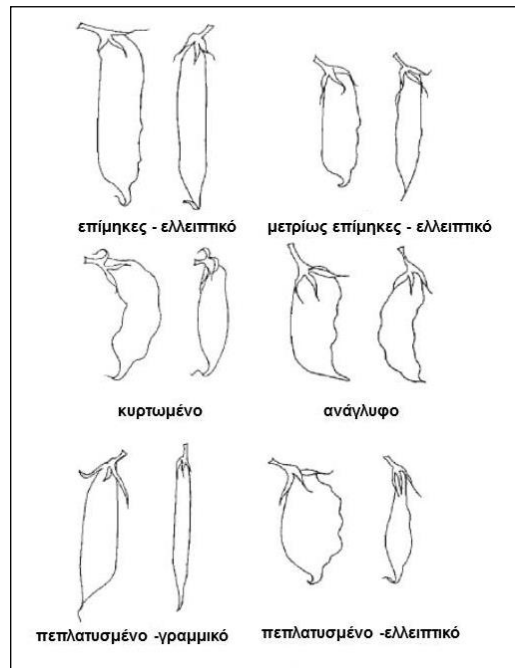 επίμηκες - ελλειπτικό
μετρίως επίμηκες - ελλειπτικό
κυρτωμένο
ανάγλυφο
πεπλατυσμένο -γραμμικό
πεπλατυσμένο -ελλειπτικό